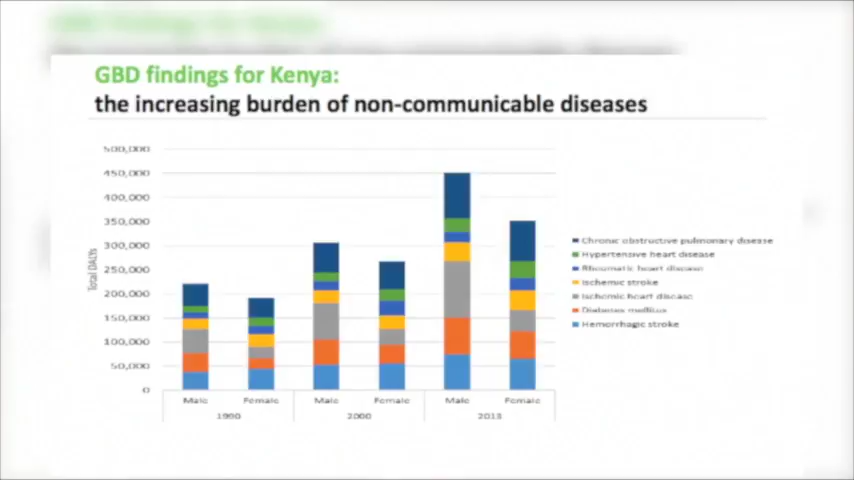 GBD findings for Kenya:
the increasing burden of non-communicable diseases
500,000
450,000
400,000
350,000
300,000
250,000
200,000
150,000
100,000
50,000
0
Total DALYs
Male Female Male Female Male Female
1990 2000 2013
Chronic obstructive pulmonary disease
Hypertensive heart disease
Rheumatic heart disease
Ischemic stroke
Ischemic heart disease
Diabetes mellitus
Hemorrhagic stroke